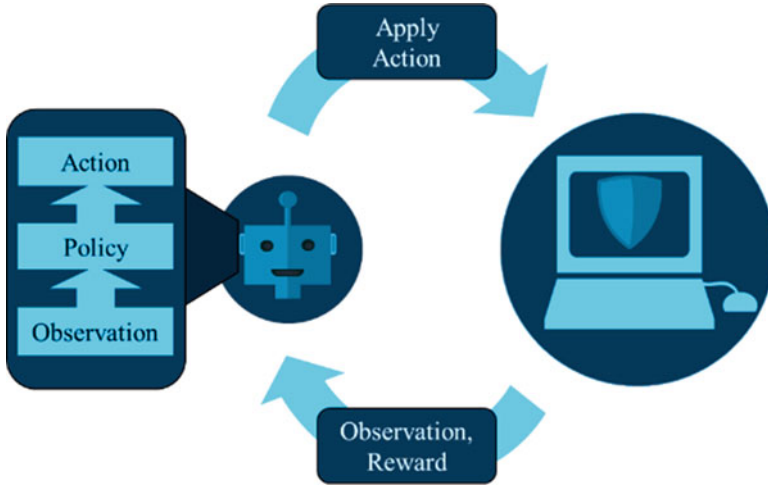 Apply
Action
Action
Policy
Observation
Observation,
Reward